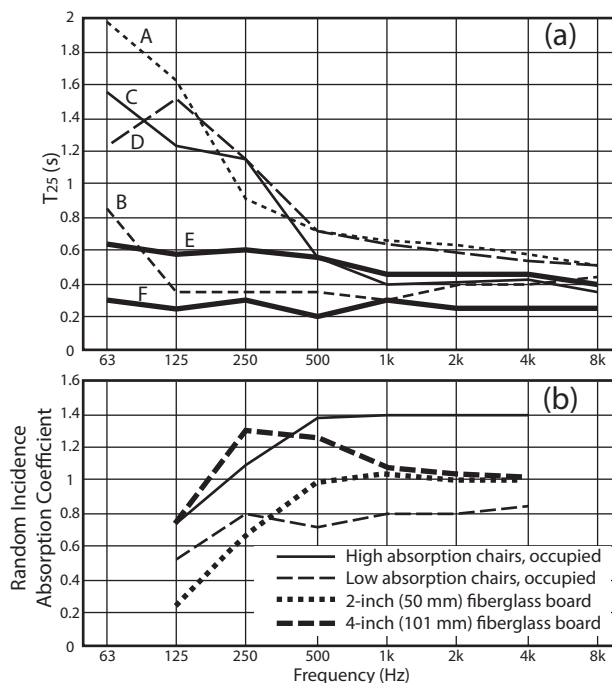 2
1.8
1.6
1.4
1.2
1
0.8
0.6
0.4
0.2
0
T25 (s)
(a)
A
C
D
B
E
F
63 125 250 500 1k 2k 4k 8k
1.6
1.4
1.2
1
0.8
0.6
0.4
0.2
0
Random Incidence
Absorption Coefficient
(b)
High absorption chairs, occupied
Low absorption chairs, occupied
2-inch (50 mm) fiberglass board
4-inch (101 mm) fiberglass board
63 125 250 500 1k 2k 4k 8k
Frequency (Hz)